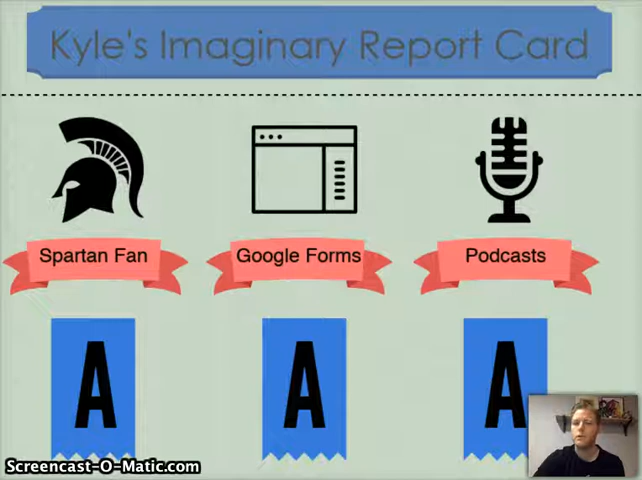 Kyle's Imaginary Report Card
Spartan Fan
Google Forms
Podcasts
A
A
A
Screencast-O-Matic.com